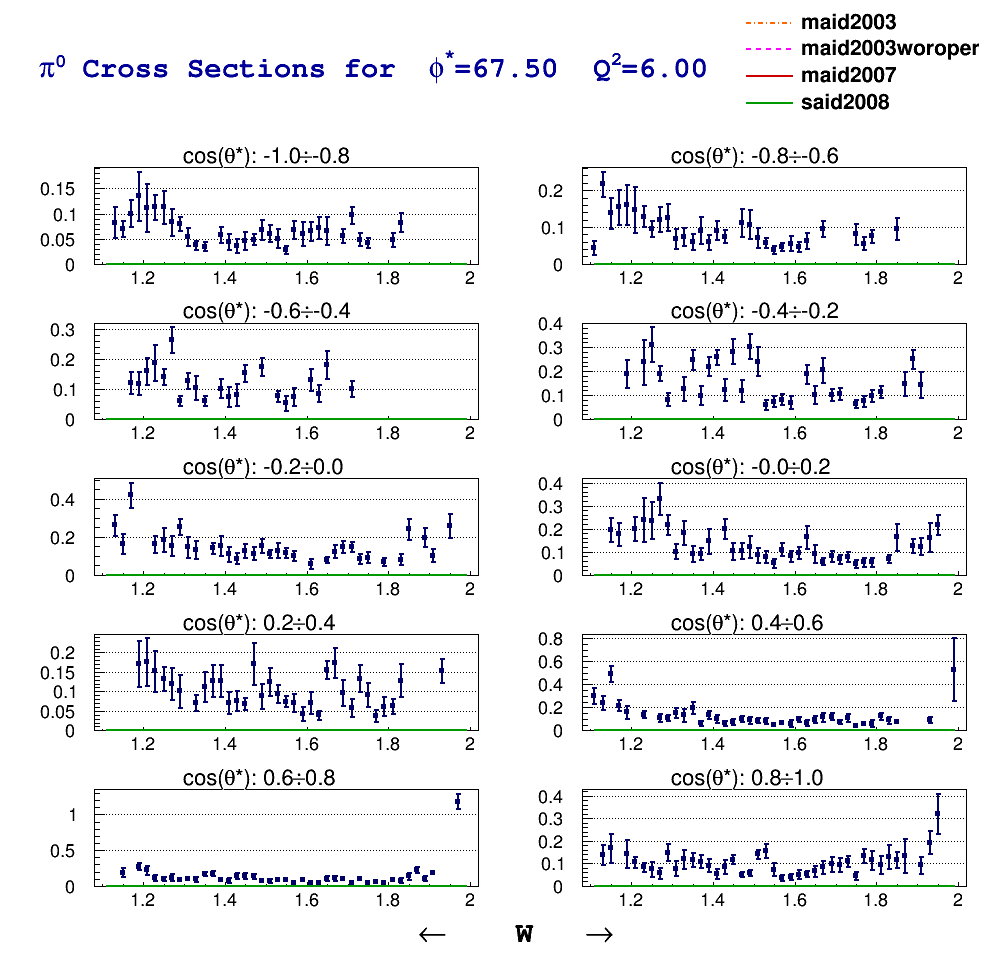 maid2003
maid2003woroper
maid2007
said2008
π⁰ Cross Sections for ϕ*=67.50 Q²=6.00
cos(θ*): -1.0÷-0.8
0.15
0.1
0.05
0
1.2 1.4 1.6 1.8 2
cos(θ*): -0.8÷-0.6
0.2
0.1
0
1.2 1.4 1.6 1.8 2
cos(θ*): -0.6÷-0.4
0.3
0.2
0.1
0
1.2 1.4 1.6 1.8 2
cos(θ*): -0.4÷-0.2
0.4
0.3
0.2
0.1
0
1.2 1.4 1.6 1.8 2
cos(θ*): -0.2÷0.0
0.4
0.2
0
1.2 1.4 1.6 1.8 2
cos(θ*): -0.0÷0.2
0.4
0.3
0.2
0.1
0
1.2 1.4 1.6 1.8 2
cos(θ*): 0.2÷0.4
0.2
0.15
0.1
0.05
0
1.2 1.4 1.6 1.8 2
cos(θ*): 0.4÷0.6
0.8
0.6
0.4
0.2
0
1.2 1.4 1.6 1.8 2
cos(θ*): 0.6÷0.8
1
0.5
0
1.2 1.4 1.6 1.8 2
cos(θ*): 0.8÷1.0
0.4
0.3
0.2
0.1
0
1.2 1.4 1.6 1.8 2
← W →